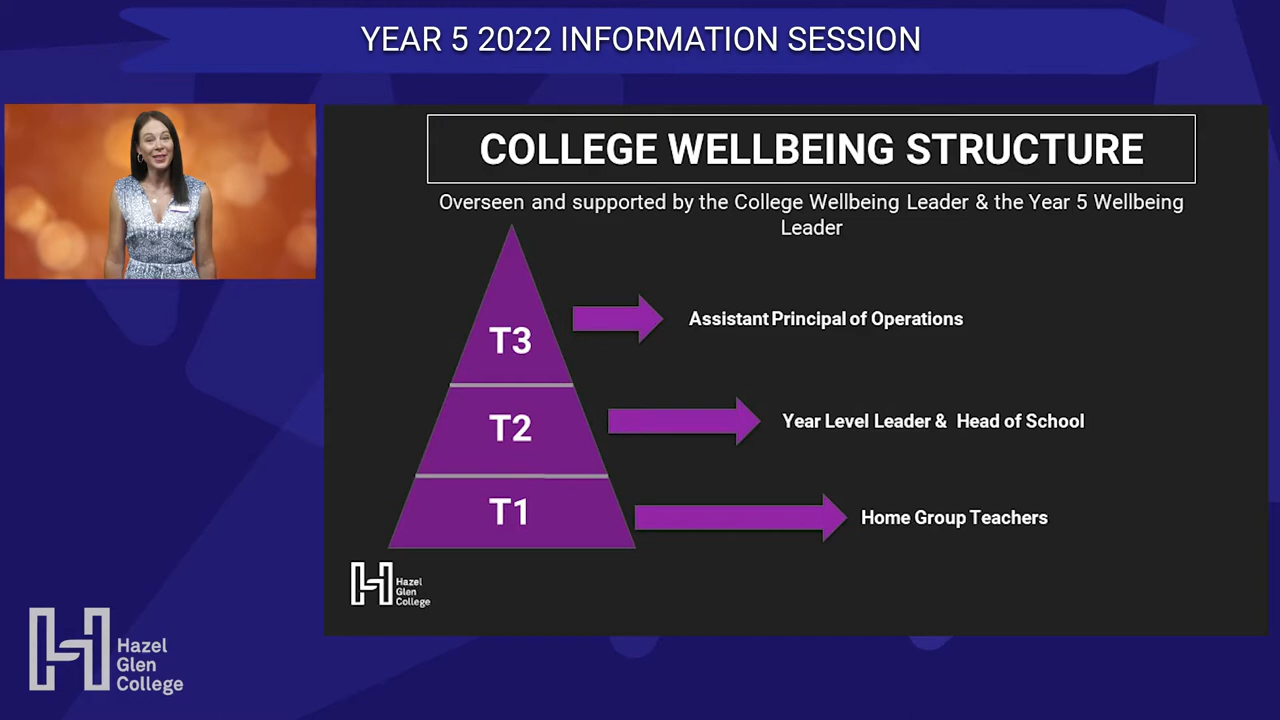 YEAR 5 2022 INFORMATION SESSION
COLLEGE WELLBEING STRUCTURE
Overseen and supported by the College Wellbeing Leader & the Year 5 Wellbeing
Leader
T3
Assistant Principal of Operations
T2
Year Level Leader & Head of School
T1
Home Group Teachers
Hazel
Glen
College
Hazel
Glen
College